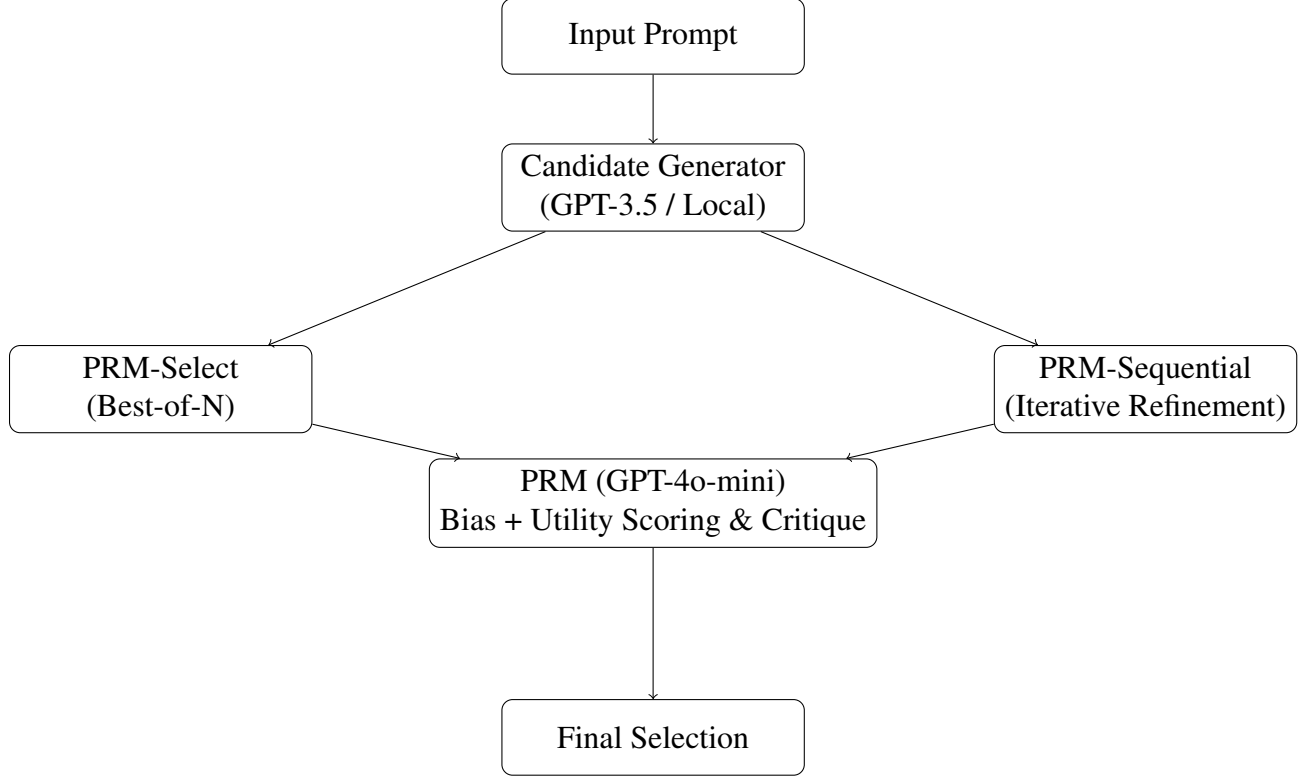 Input Prompt
Candidate Generator
(GPT-3.5 / Local)
PRM-Select
(Best-of-N)
PRM-Sequential
(Iterative Refinement)
PRM (GPT-4o-mini)
Bias + Utility Scoring & Critique
Final Selection